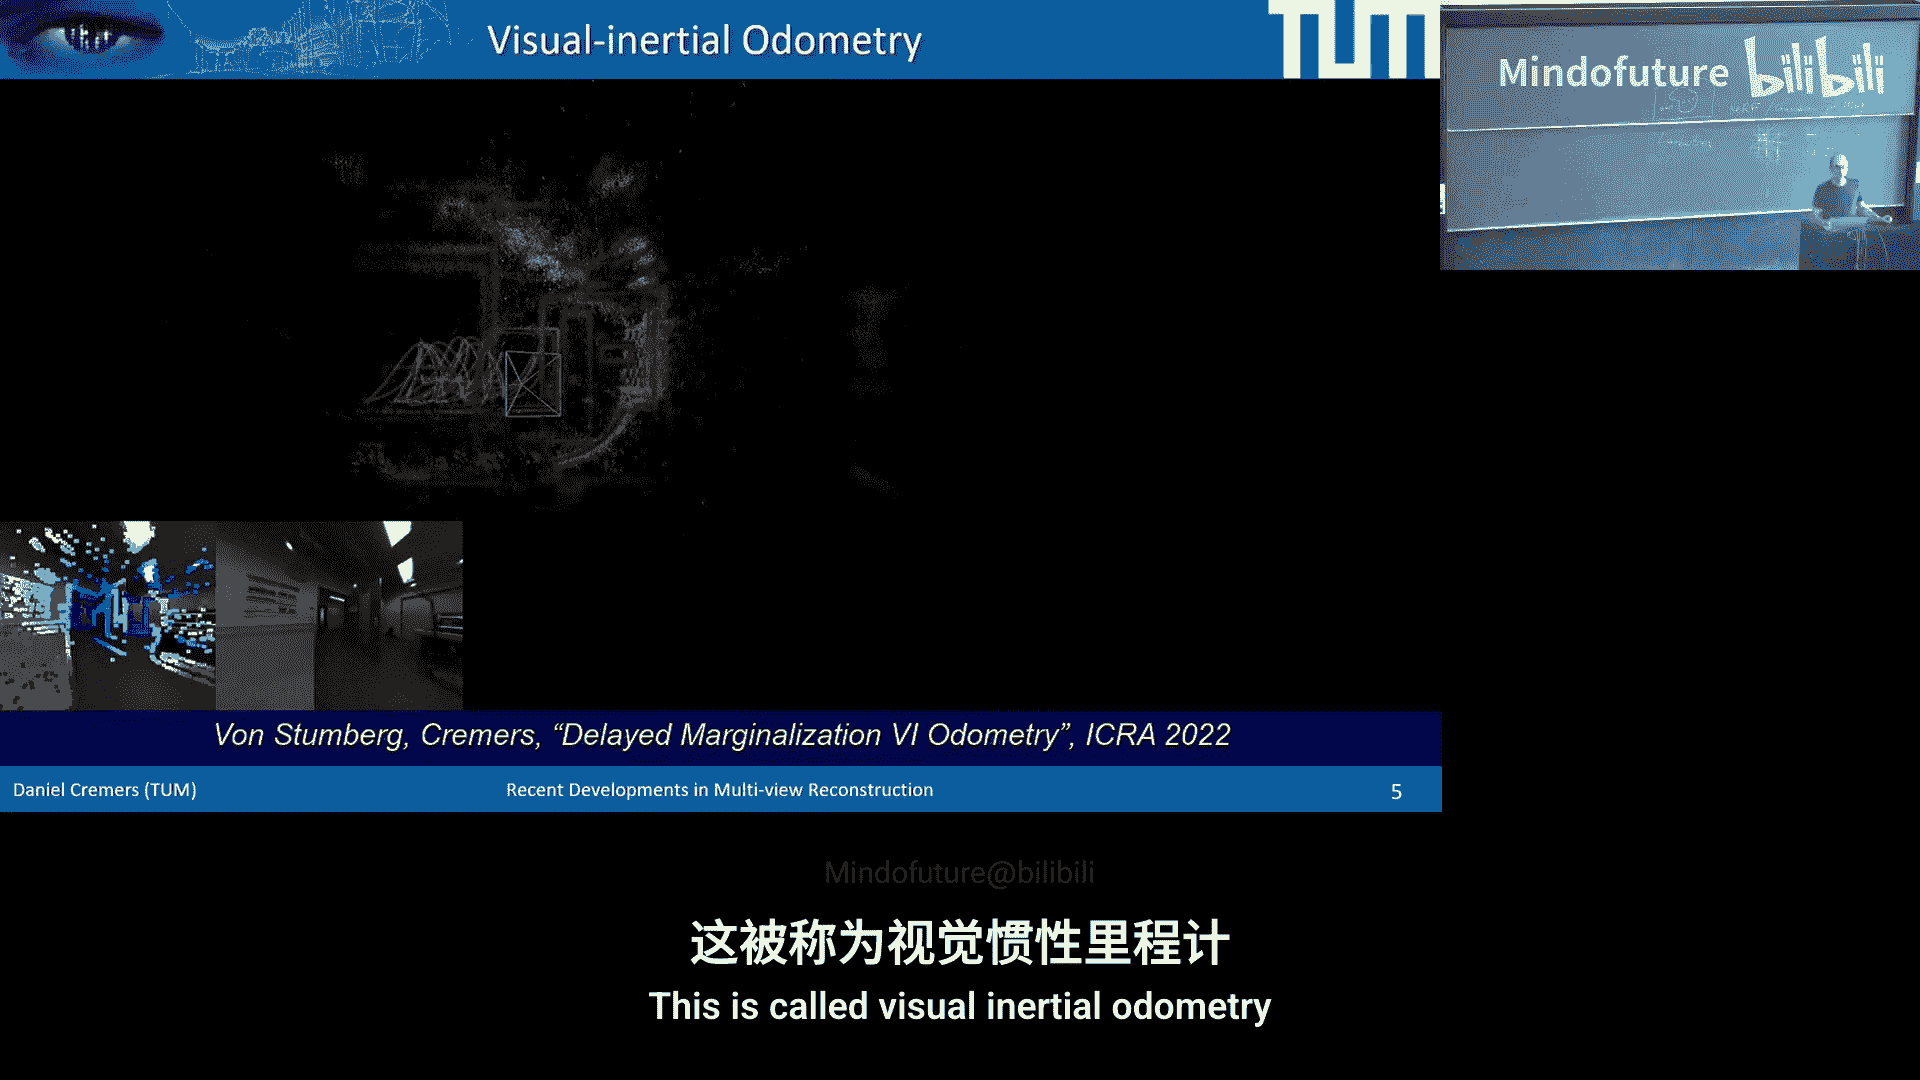 Visual-inertial Odometry
TUM
Mindofuture bilibili
Von Stumberg, Cremers, “Delayed Marginalization VI Odometry”, ICRA 2022
Daniel Cremers (TUM)
Recent Developments in Multi-view Reconstruction
5
Mindofuture@bilibili
这被称为视觉惯性里程计
This is called visual inertial odometry